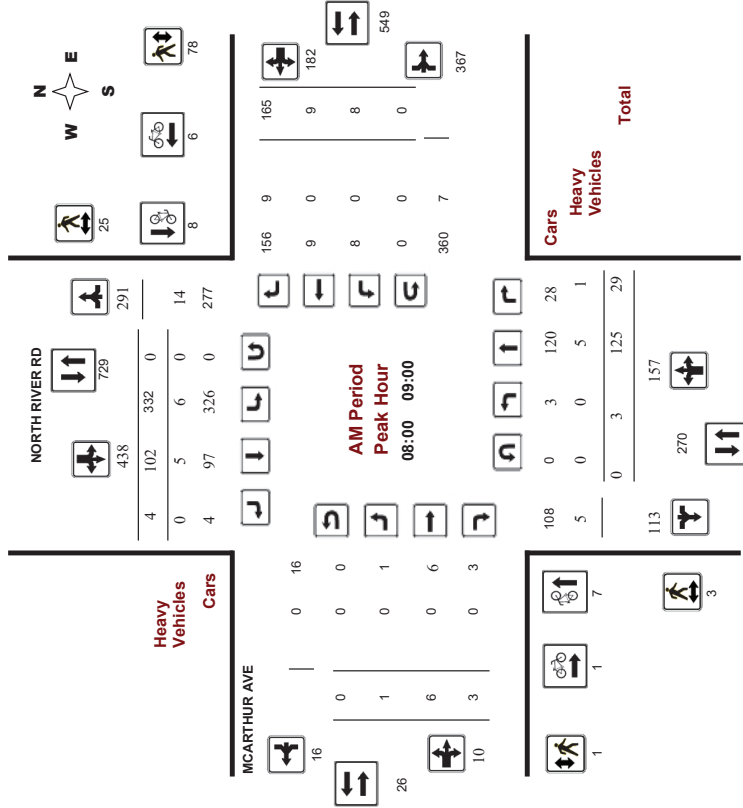 N
W E
S
25
8
6
78
NORTH RIVER RD
729
438
291
4 102 332 0
0 5 6 0 14
4 97 326 0 277
Heavy
Vehicles
Cars
549
182
367
156 9 165
9 0 9
8 0 8
0 0 0
360 7
MCARTHUR AVE
16
26
10
0 16
0 0 0
1 0 1
6 0 6
3 0 3
AM Period
Peak Hour
08:00 09:00
Cars
Heavy
Vehicles
Total
108 0 3 120 28
5 0 0 5 1
0 3 125 29
113
157
270
1
1
7
3